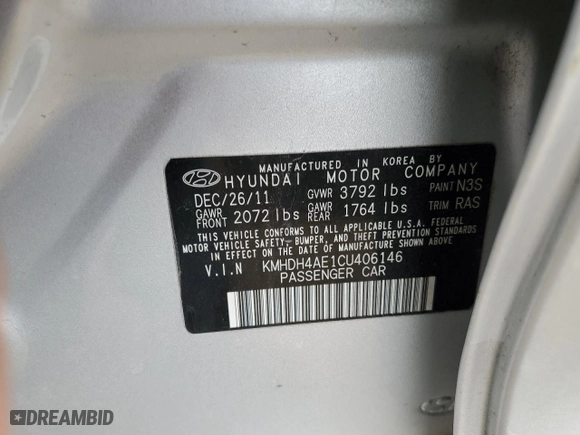 MANUFACTURED IN KOREA BY
HYUNDAI MOTOR COMPANY
DEC/26/11 GVWR 3792 lbs PAINT N3S
GAWR FRONT 2072 lbs GAWR REAR 1764 lbs TRIM RAS
THIS VEHICLE CONFORMS TO ALL APPLICABLE U.S.A. FEDERAL
MOTOR VEHICLE SAFETY, BUMPER, AND THEFT PREVENTION STANDARDS
IN EFFECT ON THE DATE OF MANUFACTURE SHOWN ABOVE
V.I.N KMHDH4AE1CU406146
PASSENGER CAR
DREAMBID